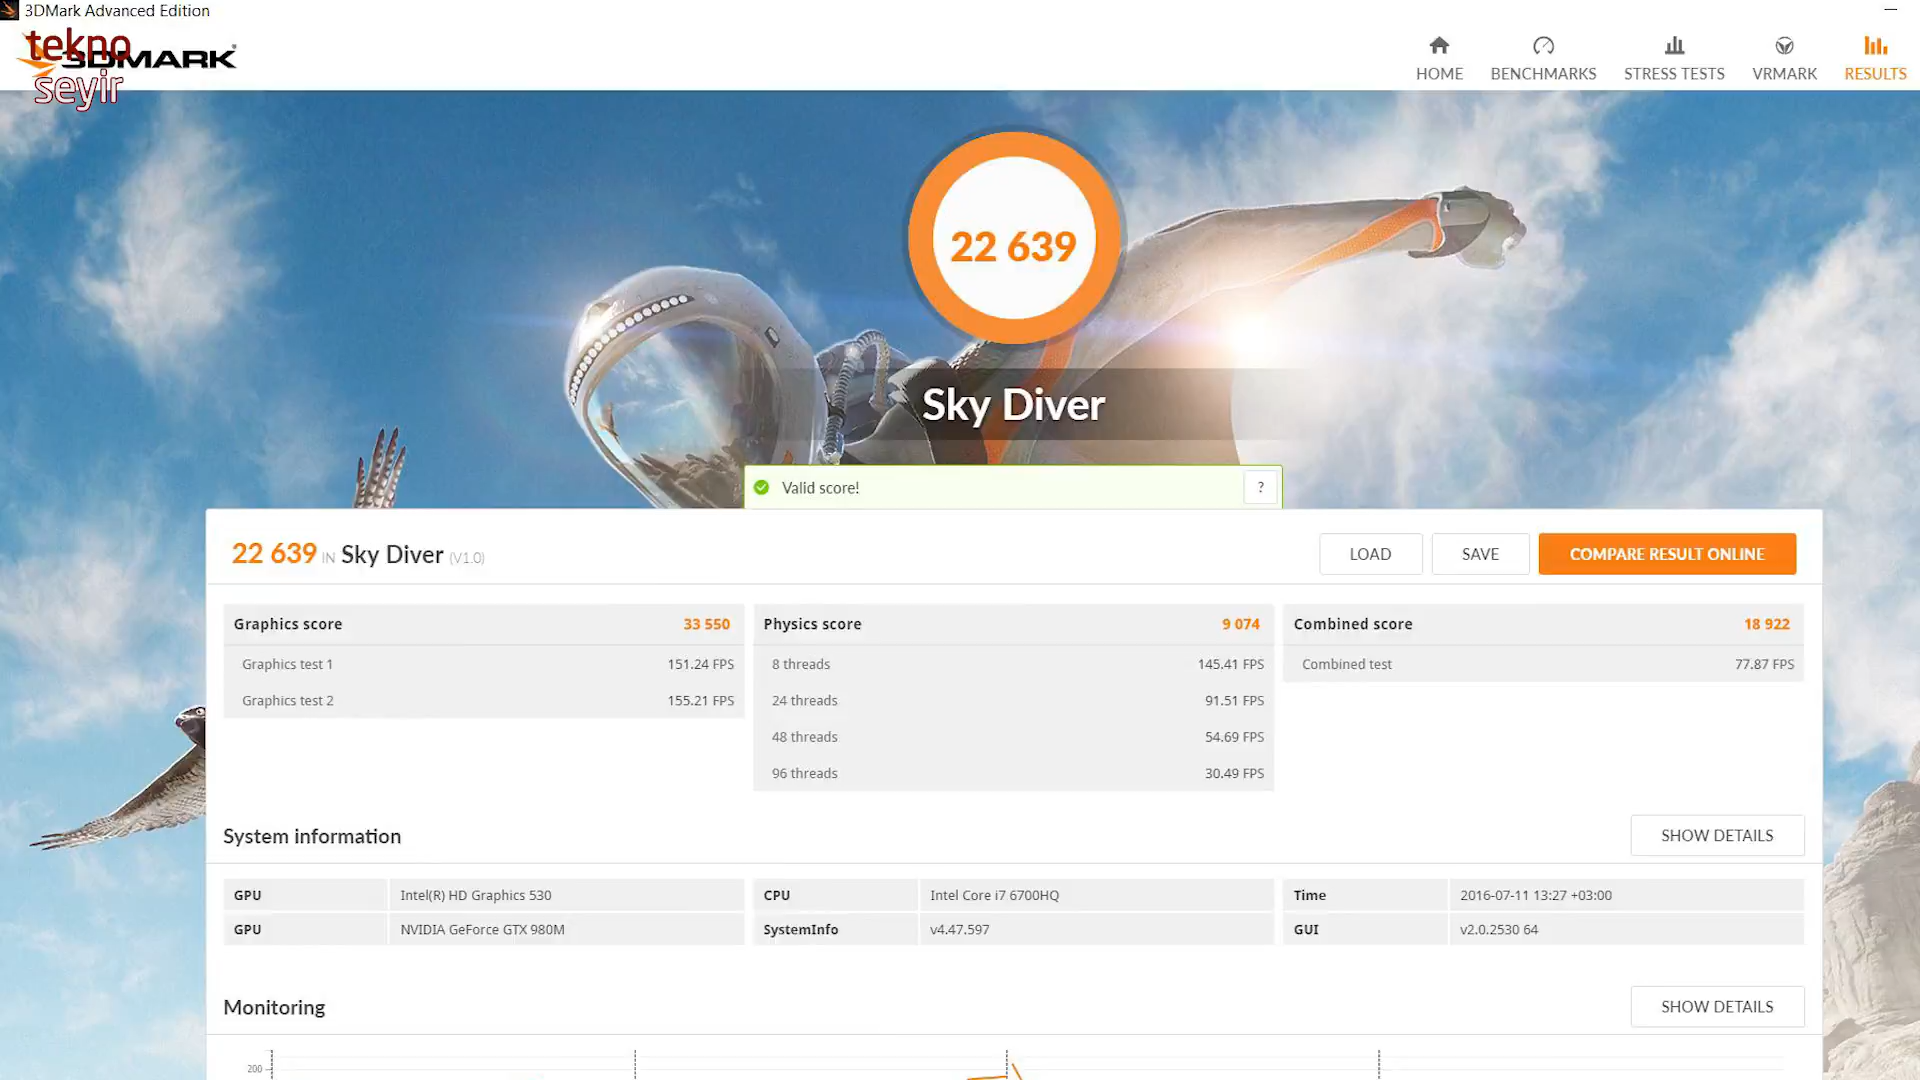 3DMark Advanced Edition
tekno
seyir
3DMARK
HOME
BENCHMARKS
STRESS TESTS
VRMARK
RESULTS
22 639
Sky Diver
Valid score!
?
22 639 IN Sky Diver (V1.0)
LOAD
SAVE
COMPARE RESULT ONLINE
Graphics score 33 550
Graphics test 1 151.24 FPS
Graphics test 2 155.21 FPS
Physics score 9 074
8 threads 145.41 FPS
24 threads 91.51 FPS
48 threads 54.69 FPS
96 threads 30.49 FPS
Combined score 18 922
Combined test 77.87 FPS
System information
SHOW DETAILS
GPU Intel(R) HD Graphics 530
GPU NVIDIA GeForce GTX 980M
CPU Intel Core i7 6700HQ
SystemInfo v4.47.597
Time 2016-07-11 13:27 +03:00
GUI v2.0.2530 64
Monitoring
SHOW DETAILS
200